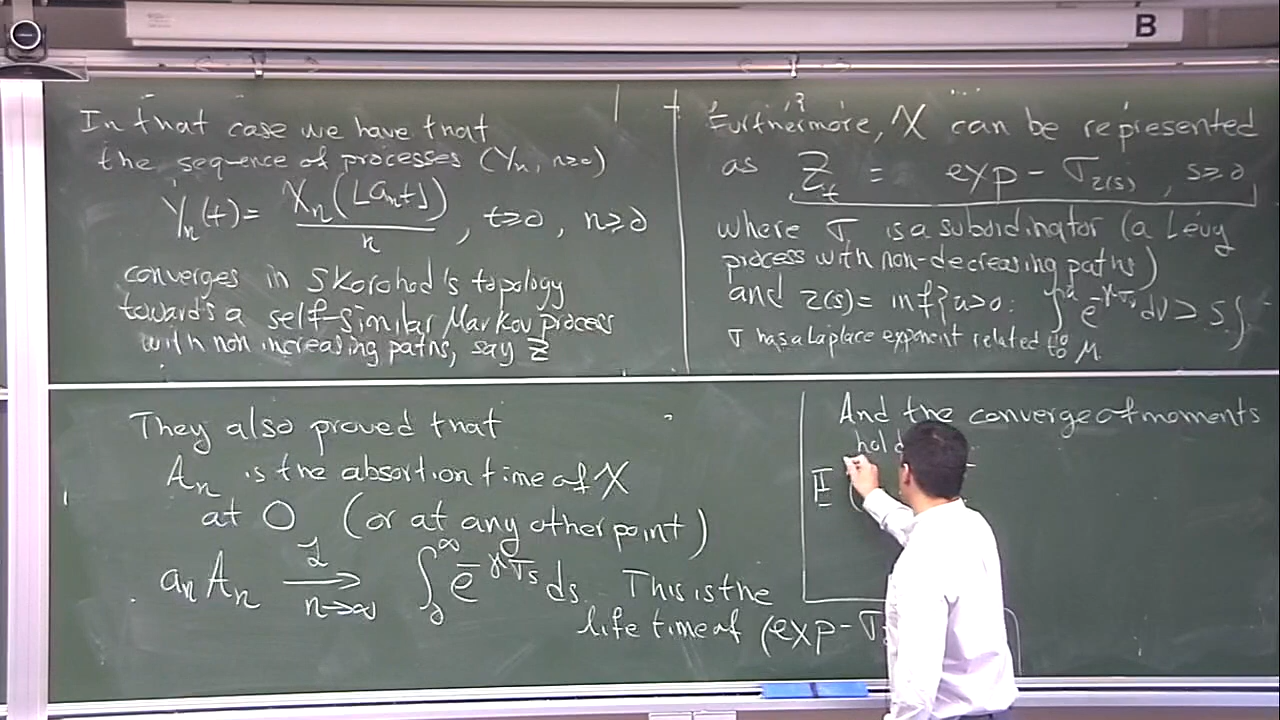 B
In that case we have that
the sequence of processes (Yn, n≥0)
Yn(t) = Xn(⌊ant⌋) / n , t≥0 , n≥0
converges in Skorohod's topology
towards a self-similar Markov process
with non increasing paths, say Z
Furthermore, X can be represented
as Zt = exp - σz(s) , s≥0
where σ is a subordinator (a Lévy
process with non-decreasing paths)
and z(s) = inf{u>0: ∫0^u e^-γσv dv > s}
σ has a Laplace exponent related to μ
They also proved that
An is the absortion time of X
at 0 (or at any other point)
an An →(L, n→∞) ∫0^∞ e^-γσs ds. This is the
life time of (exp - σ
And the converge of moments
hold
E (